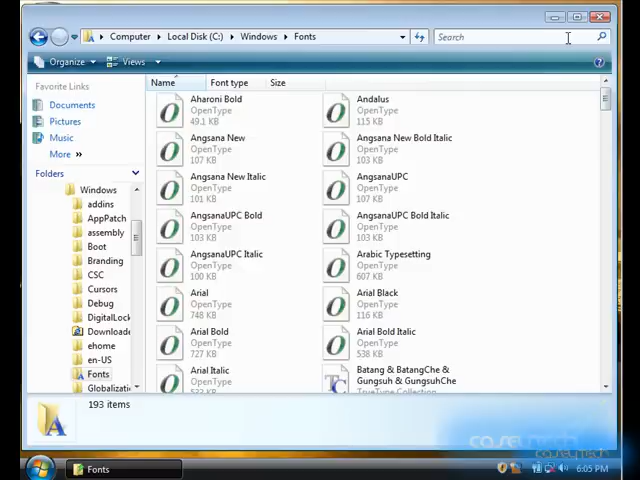 Computer ▸ Local Disk (C:) ▸ Windows ▸ Fonts
Search
Organize Views
Favorite Links
Documents
Pictures
Music
More »
Folders
Windows
addins
AppPatch
assembly
Boot
Branding
CSC
Cursors
Debug
DigitalLock
Downloade
ehome
en-US
Fonts
Globalizatio
Name Font type Size
Aharoni Bold
OpenType
49.1 KB
Andalus
OpenType
115 KB
Angsana New
OpenType
107 KB
Angsana New Bold Italic
OpenType
103 KB
Angsana New Italic
OpenType
101 KB
AngsanaUPC
OpenType
107 KB
AngsanaUPC Bold
OpenType
103 KB
AngsanaUPC Bold Italic
OpenType
103 KB
AngsanaUPC Italic
OpenType
100 KB
Arabic Typesetting
OpenType
607 KB
Arial
OpenType
748 KB
Arial Black
OpenType
116 KB
Arial Bold
OpenType
727 KB
Arial Bold Italic
OpenType
538 KB
Arial Italic
OpenType
Batang & BatangChe &
Gungsuh & GungsuhChe
TrueType Collection
193 items
Fonts
6:05 PM